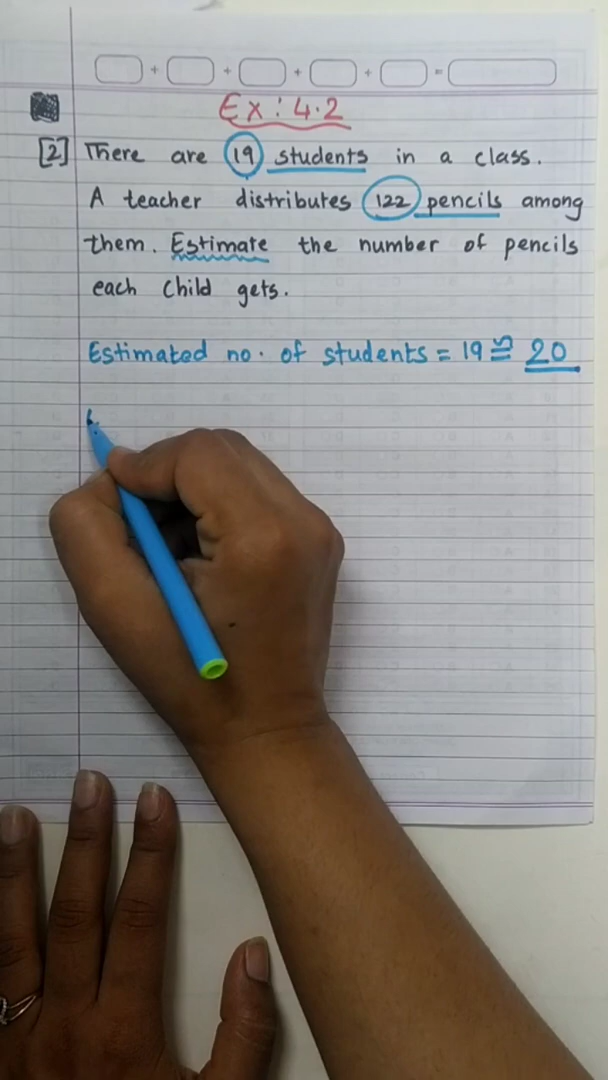 + + + + =
Ex: 4.2
[2] There are 19 students in a class.
A teacher distributes 122 pencils among
them. Estimate the number of pencils
each child gets.
Estimated no. of students = 19 ≌ 20